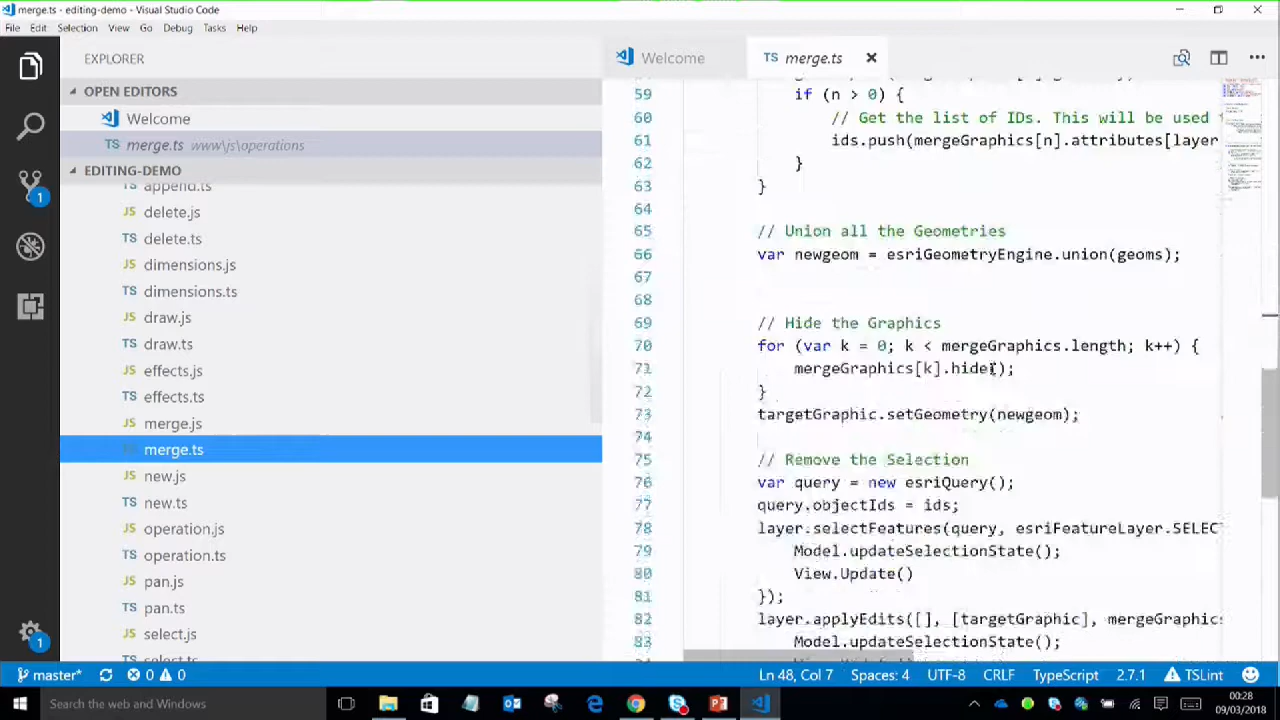 merge.ts - editing-demo - Visual Studio Code
File Edit Selection View Go Debug Tasks Help
EXPLORER
Welcome
TS merge.ts
OPEN EDITORS
Welcome
TS merge.ts www\js\operations
EDITING-DEMO
append.ts
JS delete.js
TS delete.ts
JS dimensions.js
TS dimensions.ts
JS draw.js
TS draw.ts
JS effects.js
TS effects.ts
JS merge.js
TS merge.ts
JS new.js
TS new.ts
JS operation.js
TS operation.ts
JS pan.js
TS pan.ts
JS select.js
select.ts
59 if (n > 0) {
60 // Get the list of IDs. This will be used
61 ids.push(mergeGraphics[n].attributes[layer
62 }
63 }
64
65 // Union all the Geometries
66 var newgeom = esriGeometryEngine.union(geoms);
67
68
69 // Hide the Graphics
70 for (var k = 0; k < mergeGraphics.length; k++) {
71 mergeGraphics[k].hide();
72 }
73 targetGraphic.setGeometry(newgeom);
74
75 // Remove the Selection
76 var query = new esriQuery();
77 query.objectIds = ids;
78 layer.selectFeatures(query, esriFeatureLayer.SELEC
79 Model.updateSelectionState();
80 View.Update()
81 });
82 layer.applyEdits([], [targetGraphic], mergeGraphics
83 Model.updateSelectionState();
1
1
master* 0 0
Ln 48, Col 7 Spaces: 4 UTF-8 CRLF TypeScript 2.7.1 TSLint
Search the web and Windows
00:28
09/03/2018